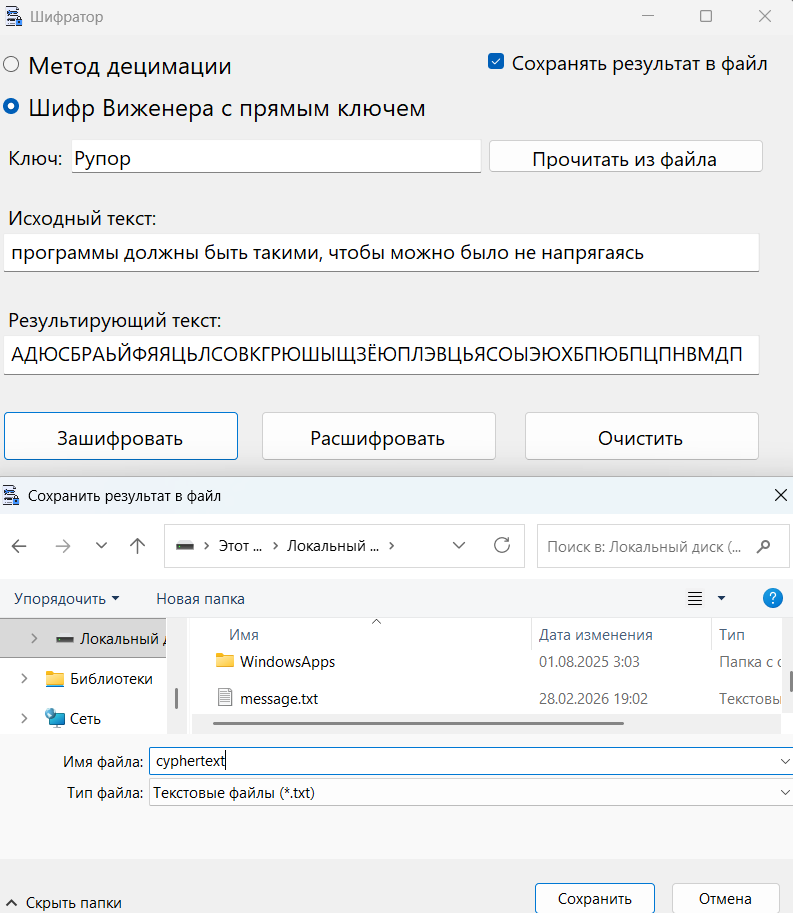 Шифратор
Метод децимации
Сохранять результат в файл
Шифр Виженера с прямым ключем
Ключ: Рупор
Прочитать из файла
Исходный текст:
программы должны быть такими, чтобы можно было не напрягаясь
Результирующий текст:
АДЮСБРАЬЙФЯЯЦЬЛСОВКГРЮШЫЩЗЁЮПЛЭВЦЬЯСОЫЭЮХБПЮБПЦПНВМДП
Зашифровать Расшифровать Очистить
Сохранить результат в файл
Этот ... Локальный ... Поиск в: Локальный диск (...
Упорядочить Новая папка ?
Имя Дата изменения Тип
Локальный д
WindowsApps 01.08.2025 3:03 Папка с с
Библиотеки
message.txt 28.02.2026 19:02 Текстовы
Сеть
Имя файла: cyphertext
Тип файла: Текстовые файлы (*.txt)
Скрыть папки Сохранить Отмена